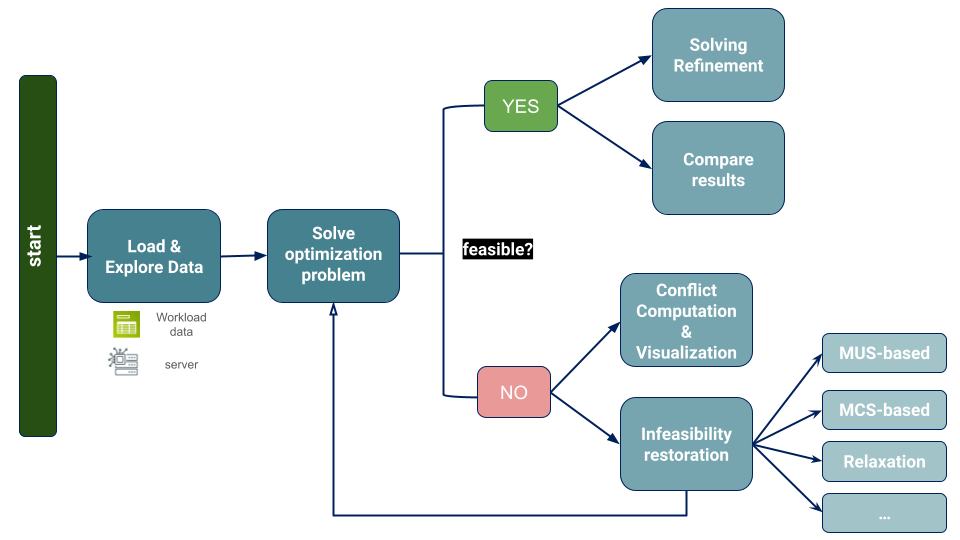 start
Load &
Explore Data
Workload
data
server
Solve
optimization
problem
feasible?
YES
Solving
Refinement
Compare
results
NO
Conflict
Computation
&
Visualization
Infeasibility
restoration
MUS-based
MCS-based
Relaxation
...